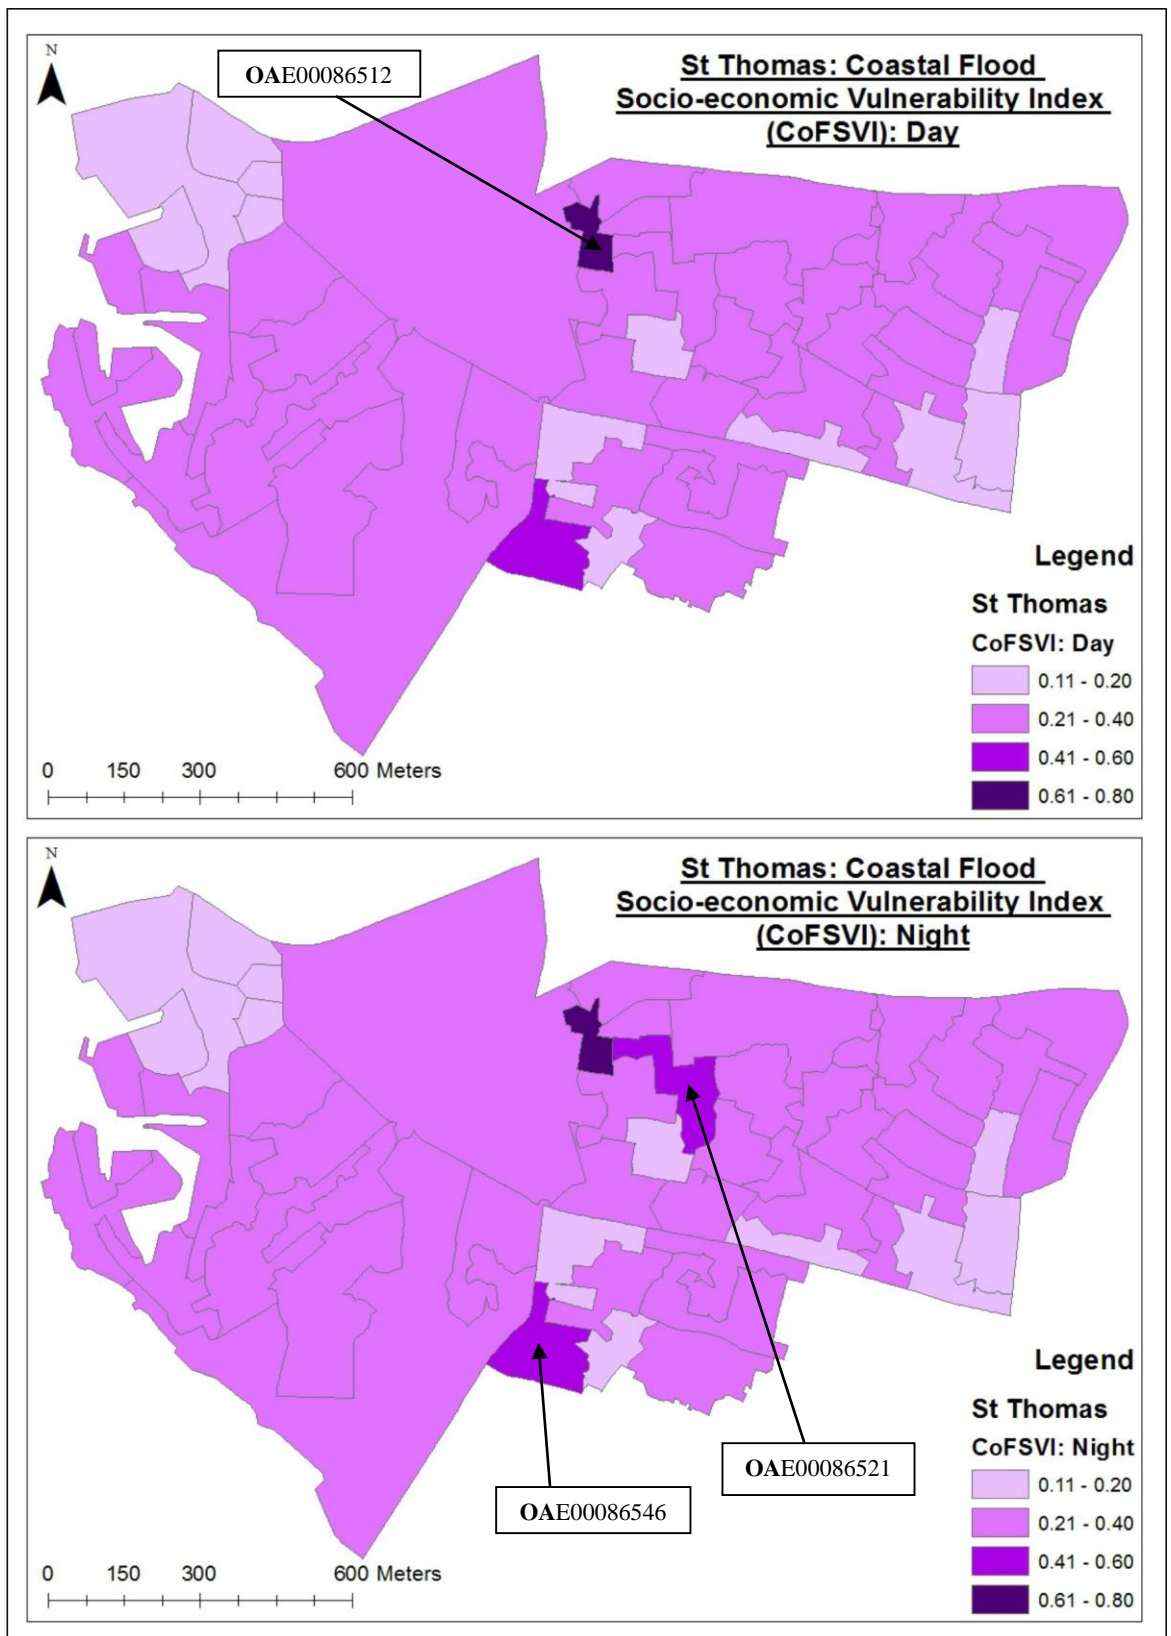 N
OAE00086512
St Thomas: Coastal Flood
Socio-economic Vulnerability Index
(CoFSVI): Day
Legend
St Thomas
CoFSVI: Day
0.11 - 0.20
0.21 - 0.40
0.41 - 0.60
0.61 - 0.80
0 150 300 600 Meters
N
St Thomas: Coastal Flood
Socio-economic Vulnerability Index
(CoFSVI): Night
Legend
St Thomas
CoFSVI: Night
0.11 - 0.20
0.21 - 0.40
0.41 - 0.60
0.61 - 0.80
OAE00086521
OAE00086546
0 150 300 600 Meters